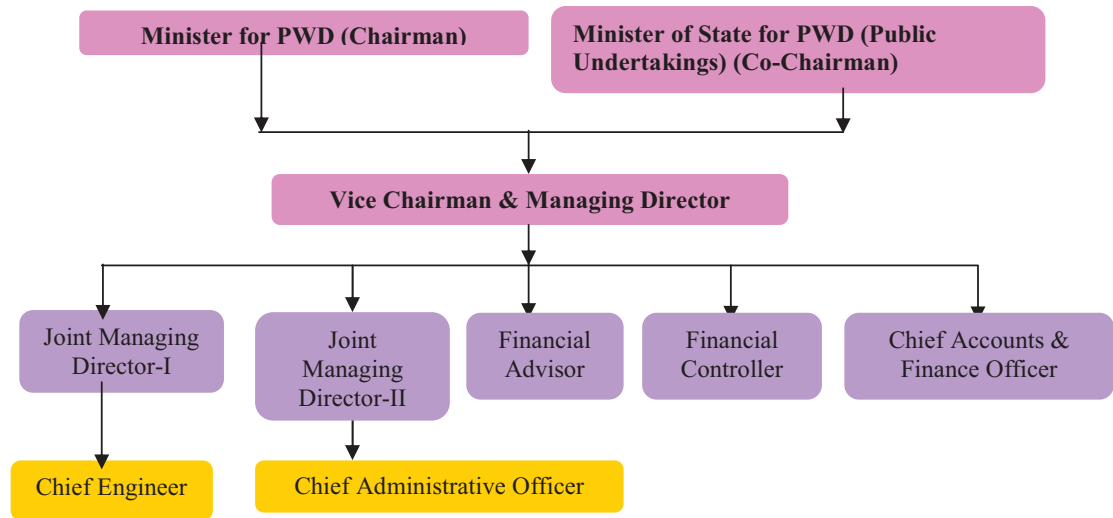 Minister for PWD (Chairman)
Minister of State for PWD (Public
Undertakings) (Co-Chairman)
Vice Chairman & Managing Director
Joint Managing
Director-I
Joint
Managing
Director-II
Financial
Advisor
Financial
Controller
Chief Accounts &
Finance Officer
Chief Engineer
Chief Administrative Officer